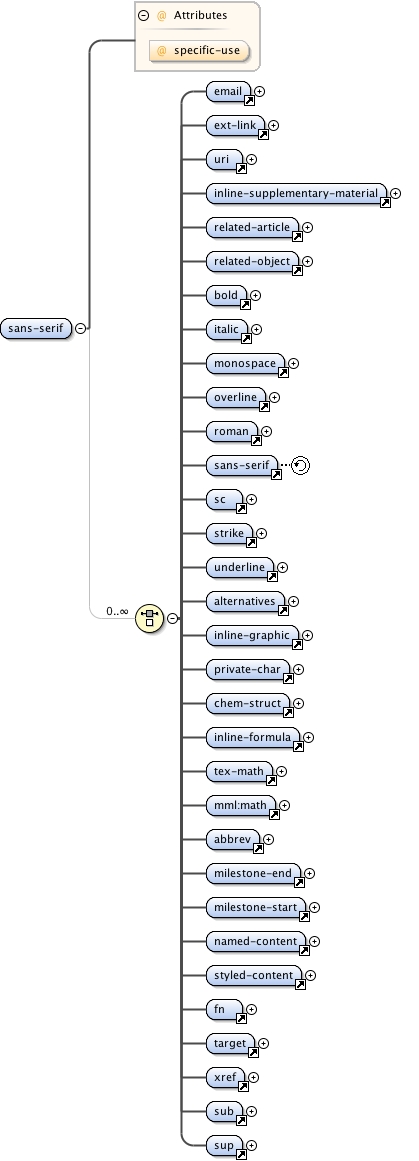 @ Attributes
@ specific-use
email
ext-link
uri
inline-supplementary-material
related-article
related-object
bold
italic
monospace
overline
roman
sans-serif
sans-serif
sc
strike
underline
alternatives
0..∞
inline-graphic
private-char
chem-struct
inline-formula
tex-math
mml:math
abbrev
milestone-end
milestone-start
named-content
styled-content
fn
target
xref
sub
sup